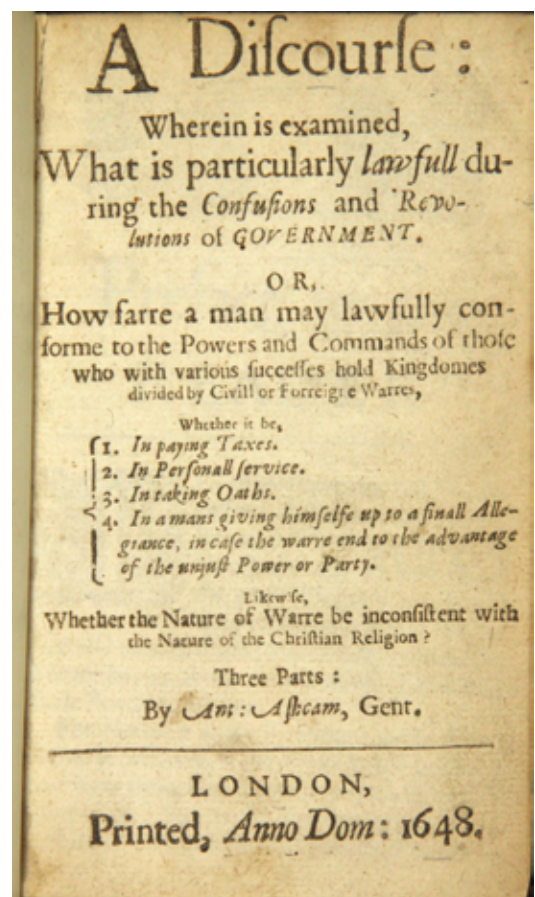 A Diſcourſe :
Wherein is examined,
What is particularly lawfull du-
ring the Confuſions and Revo-
lutions of GOVERNMENT.
OR,
How farre a man may lawfully con-
forme to the Powers and Commands of thoſe
who with various ſucceſſes hold Kingdomes
divided by Civill or Forreigne Warres,
Whether it be,
1. In paying Taxes.
2. In Perſonall ſervice.
3. In taking Oaths.
4. In a mans giving himſelfe up to a finall Alle-
giance, in caſe the warre end to the advantage
of the unjuſt Power or Party.
Likewiſe,
Whether the Nature of Warre be inconſiſtent with
the Nature of the Chriſtian Religion ?
Three Parts :
By Ant: Aſcam, Gent.
LONDON,
Printed, Anno Dom: 1648.